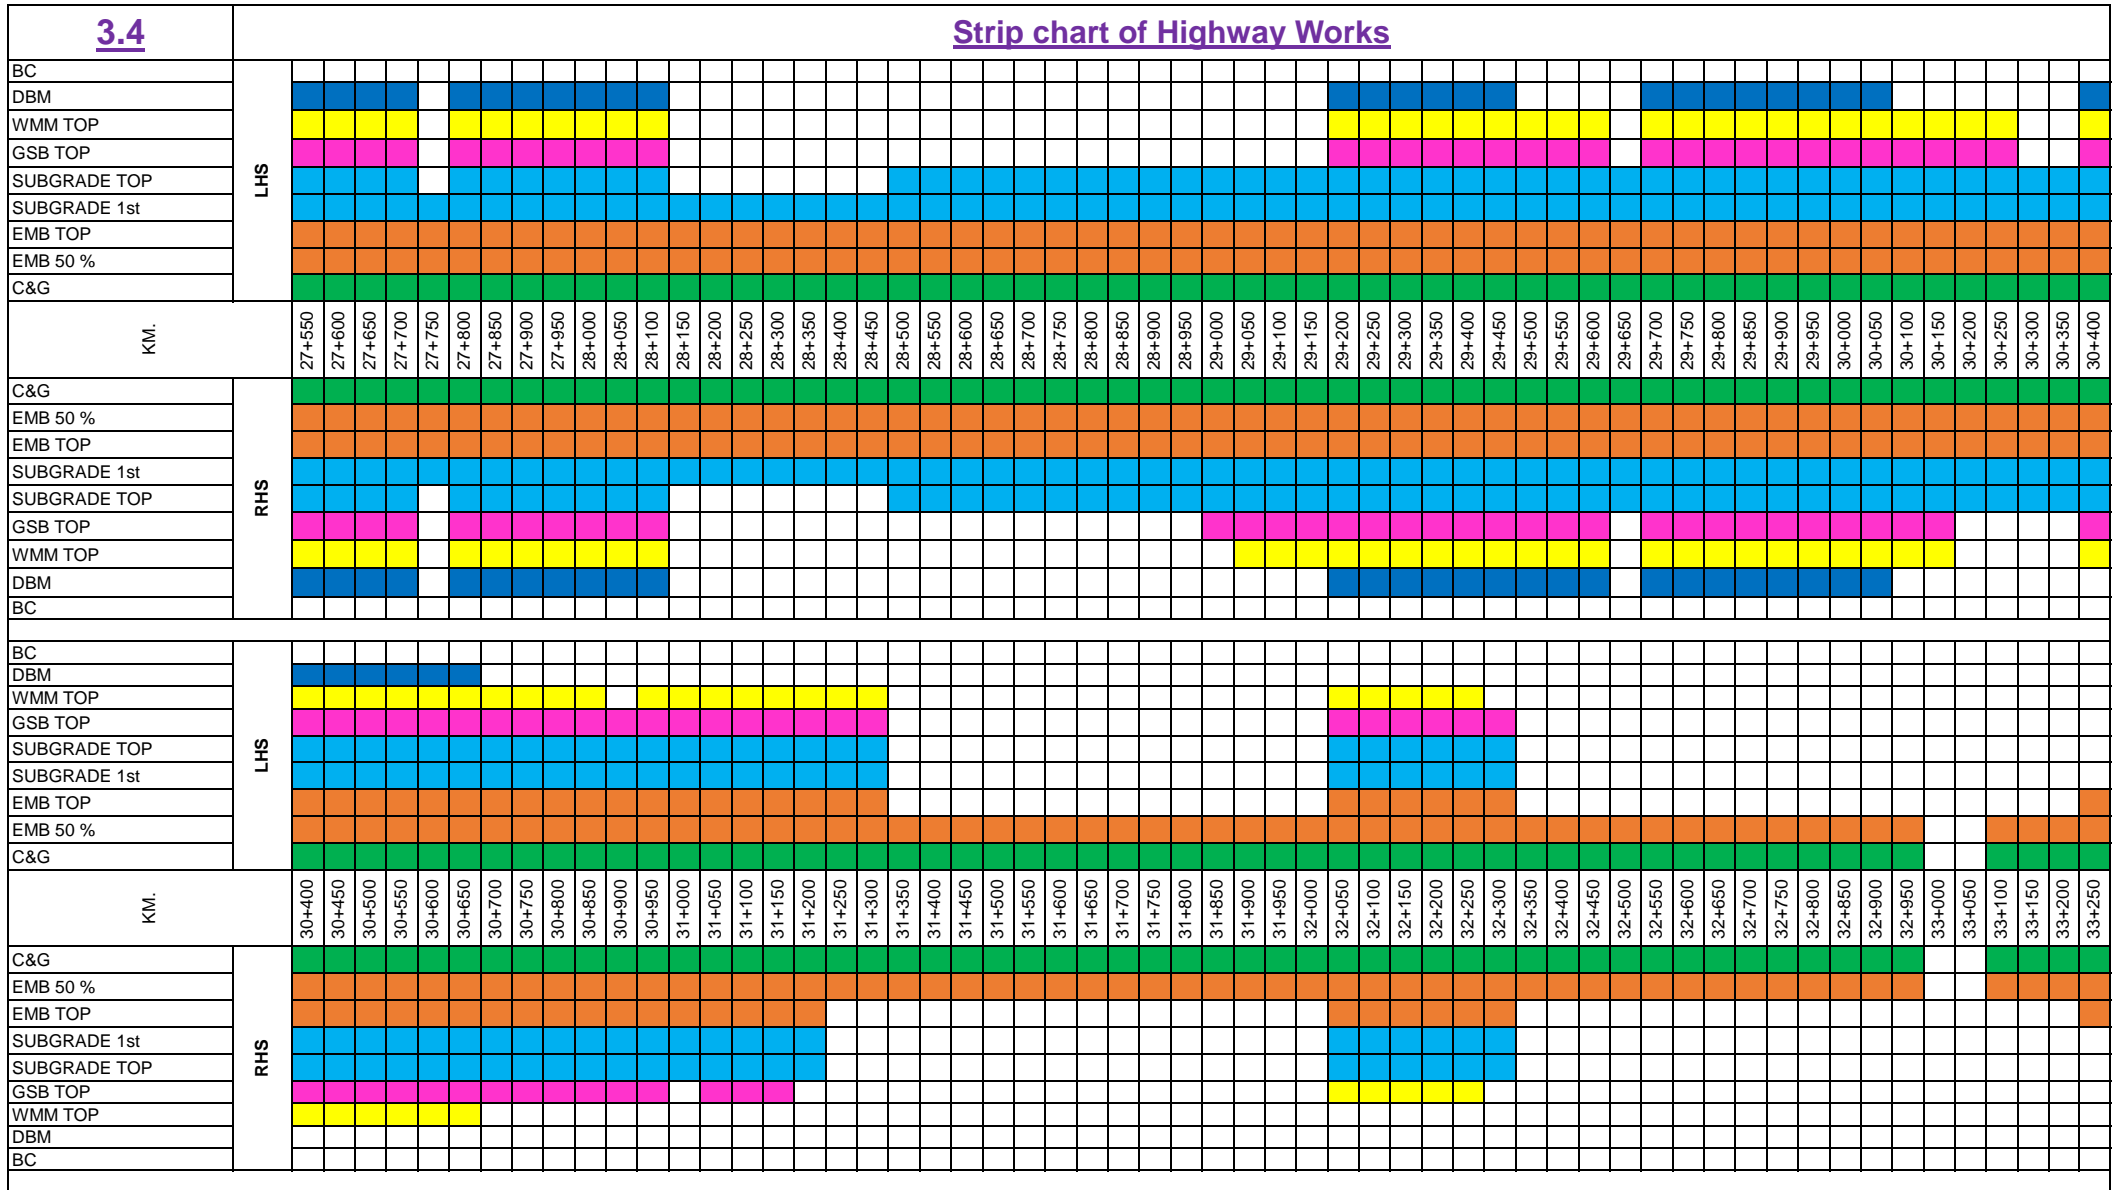 3.4 Strip chart of Highway Works
BC
DBM
WMM TOP
GSB TOP
SUBGRADE TOP
SUBGRADE 1st
EMB TOP
EMB 50 %
C&G
LHS
KM. 27+550 27+600 27+650 27+700 27+750 27+800 27+850 27+900 27+950 28+000 28+050 28+100 28+150 28+200 28+250 28+300 28+350 28+400 28+450 28+500 28+550 28+600 28+650 28+700 28+750 28+800 28+850 28+900 28+950 29+000 29+050 29+100 29+150 29+200 29+250 29+300 29+350 29+400 29+450 29+500 29+550 29+600 29+650 29+700 29+750 29+800 29+850 29+900 29+950 30+000 30+050 30+100 30+150 30+200 30+250 30+300 30+350 30+400
C&G
EMB 50 %
EMB TOP
SUBGRADE 1st
SUBGRADE TOP
GSB TOP
WMM TOP
DBM
BC
RHS
BC
DBM
WMM TOP
GSB TOP
SUBGRADE TOP
SUBGRADE 1st
EMB TOP
EMB 50 %
C&G
LHS
KM. 30+400 30+450 30+500 30+550 30+600 30+650 30+700 30+750 30+800 30+850 30+900 30+950 31+000 31+050 31+100 31+150 31+200 31+250 31+300 31+350 31+400 31+450 31+500 31+550 31+600 31+650 31+700 31+750 31+800 31+850 31+900 31+950 32+000 32+050 32+100 32+150 32+200 32+250 32+300 32+350 32+400 32+450 32+500 32+550 32+600 32+650 32+700 32+750 32+800 32+850 32+900 32+950 33+000 33+050 33+100 33+150 33+200 33+250
C&G
EMB 50 %
EMB TOP
SUBGRADE 1st
SUBGRADE TOP
GSB TOP
WMM TOP
DBM
BC
RHS